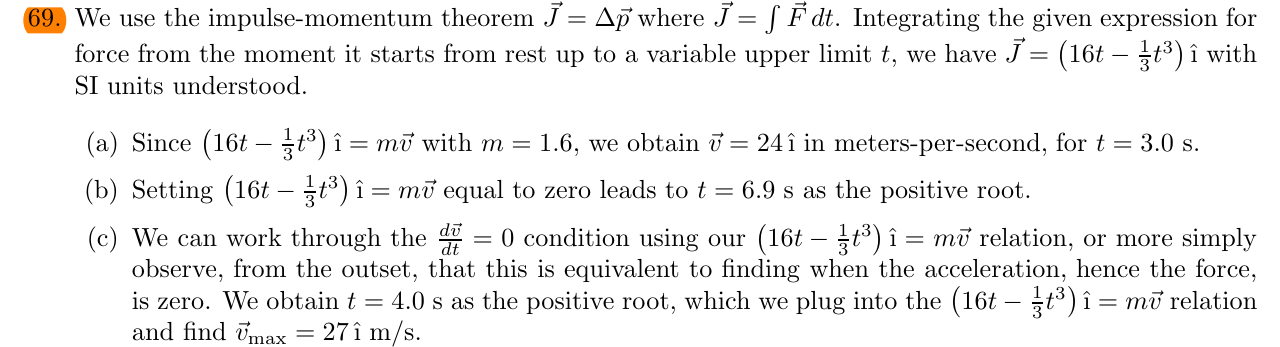 69. We use the impulse-momentum theorem $\vec{J} = \Delta\vec{p}$ where $\vec{J} = \int \vec{F}\,dt$. Integrating the given expression for
force from the moment it starts from rest up to a variable upper limit $t$, we have $\vec{J} = \left(16t - \frac{1}{3}t^3\right)\hat{\imath}$ with
SI units understood.
(a) Since $\left(16t - \frac{1}{3}t^3\right)\hat{\imath} = m\vec{v}$ with $m = 1.6$, we obtain $\vec{v} = 24\,\hat{\imath}$ in meters-per-second, for $t = 3.0$ s.
(b) Setting $\left(16t - \frac{1}{3}t^3\right)\hat{\imath} = m\vec{v}$ equal to zero leads to $t = 6.9$ s as the positive root.
(c) We can work through the $\frac{d\vec{v}}{dt} = 0$ condition using our $\left(16t - \frac{1}{3}t^3\right)\hat{\imath} = m\vec{v}$ relation, or more simply
observe, from the outset, that this is equivalent to finding when the acceleration, hence the force,
is zero. We obtain $t = 4.0$ s as the positive root, which we plug into the $\left(16t - \frac{1}{3}t^3\right)\hat{\imath} = m\vec{v}$ relation
and find $\vec{v}_{\max} = 27\,\hat{\imath}$ m/s.